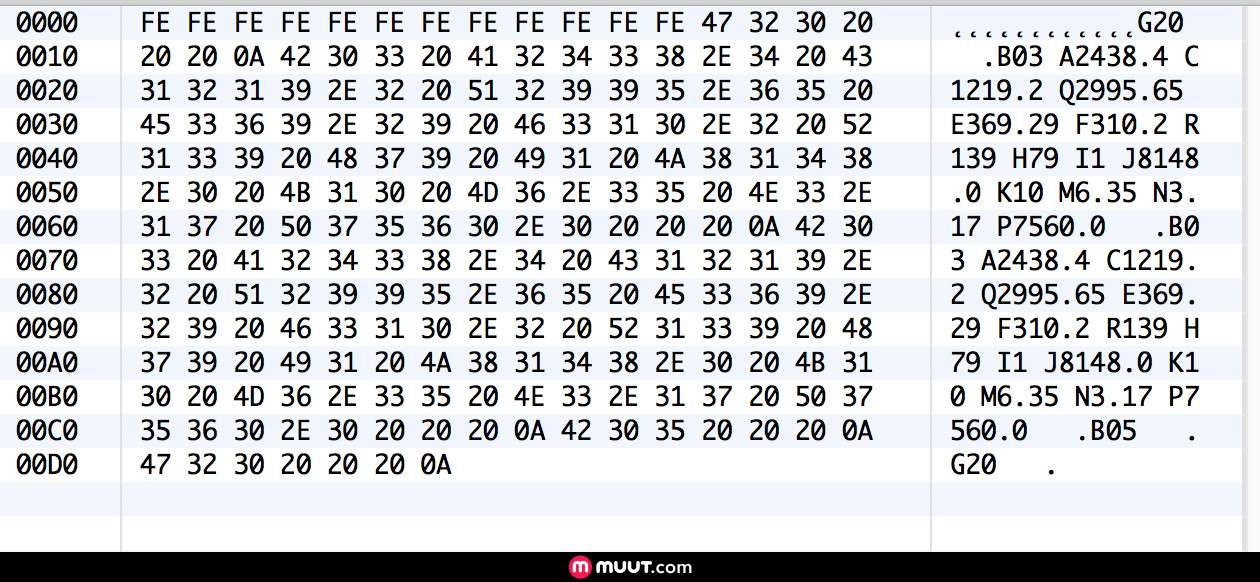 0000 FE FE FE FE FE FE FE FE FE FE FE FE 47 32 30 20 ˛˛˛˛˛˛˛˛˛˛˛˛G20
0010 20 20 0A 42 30 33 20 41 32 34 33 38 2E 34 20 43   .B03 A2438.4 C
0020 31 32 31 39 2E 32 20 51 32 39 39 35 2E 36 35 20 1219.2 Q2995.65
0030 45 33 36 39 2E 32 39 20 46 33 31 30 2E 32 20 52 E369.29 F310.2 R
0040 31 33 39 20 48 37 39 20 49 31 20 4A 38 31 34 38 139 H79 I1 J8148
0050 2E 30 20 4B 31 30 20 4D 36 2E 33 35 20 4E 33 2E .0 K10 M6.35 N3.
0060 31 37 20 50 37 35 36 30 2E 30 20 20 20 0A 42 30 17 P7560.0   .B0
0070 33 20 41 32 34 33 38 2E 34 20 43 31 32 31 39 2E 3 A2438.4 C1219.
0080 32 20 51 32 39 39 35 2E 36 35 20 45 33 36 39 2E 2 Q2995.65 E369.
0090 32 39 20 46 33 31 30 2E 32 20 52 31 33 39 20 48 29 F310.2 R139 H
00A0 37 39 20 49 31 20 4A 38 31 34 38 2E 30 20 4B 31 79 I1 J8148.0 K1
00B0 30 20 4D 36 2E 33 35 20 4E 33 2E 31 37 20 50 37 0 M6.35 N3.17 P7
00C0 35 36 30 2E 30 20 20 20 0A 42 30 35 20 20 20 0A 560.0   .B05   .
00D0 47 32 30 20 20 20 0A G20   .
m MUUT.com